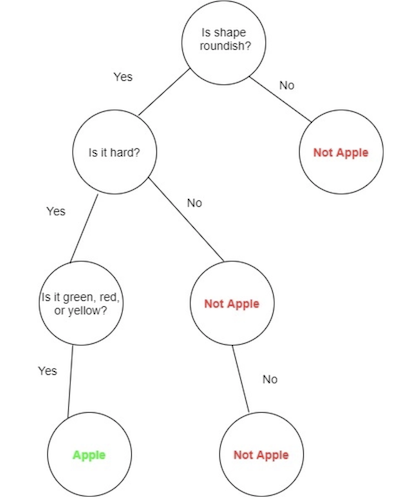 Is shape
roundish?
Yes
No
Is it hard?
Not Apple
Yes
No
Is it green, red,
or yellow?
Not Apple
Yes
No
Apple
Not Apple